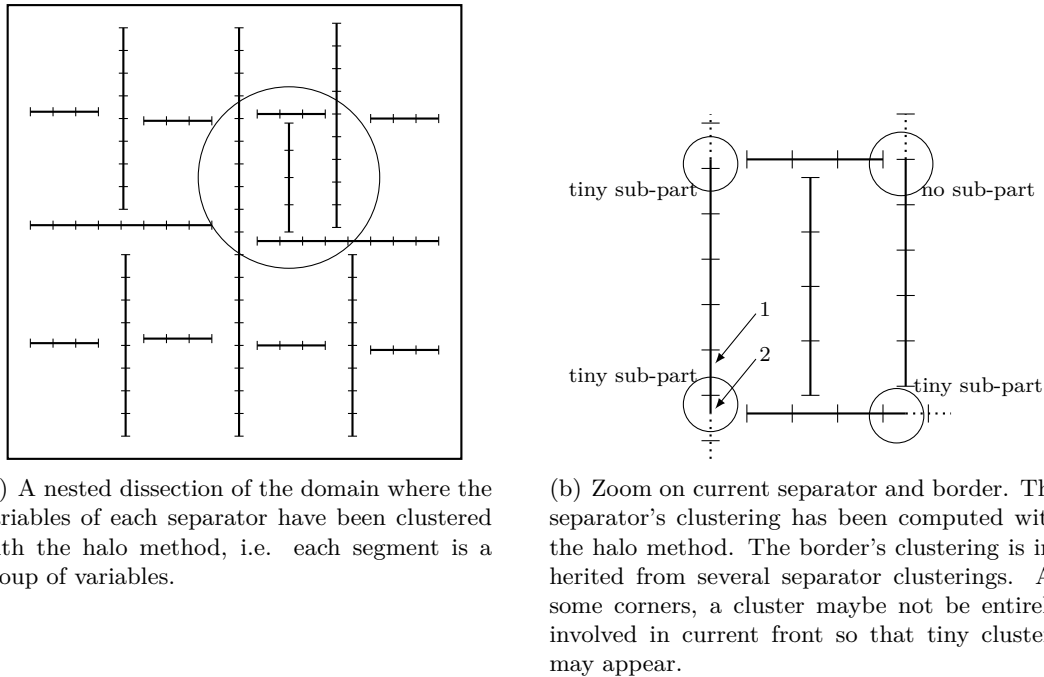 tiny sub-part
no sub-part
1
2
tiny sub-part
tiny sub-part
) A nested dissection of the domain where the
ariables of each separator have been clustered
ith the halo method, i.e. each segment is a
oup of variables.
(b) Zoom on current separator and border. Th
separator's clustering has been computed wit
the halo method. The border's clustering is in
herited from several separator clusterings. A
some corners, a cluster maybe not be entirel
involved in current front so that tiny cluster
may appear.